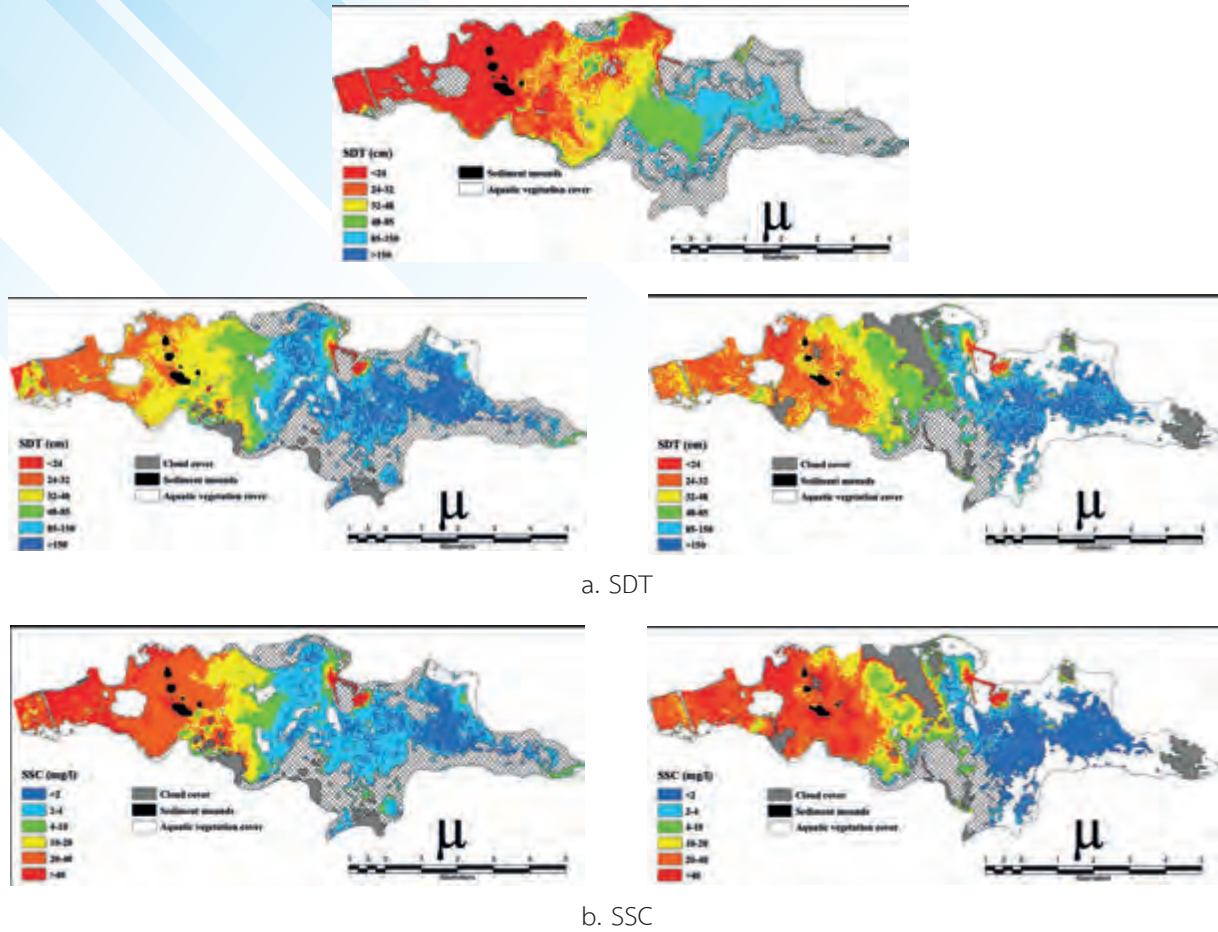 SDT (cm)
<24
24-32
32-48
48-85
85-150
>150
Sediment mounds
Aquatic vegetation cover
μ
SDT (cm)
<24
24-32
32-48
48-85
85-150
>150
Cloud cover
Sediment mounds
Aquatic vegetation cover
μ
SDT (cm)
<24
24-32
32-48
48-85
85-150
>150
Cloud cover
Sediment mounds
Aquatic vegetation cover
μ
a. SDT
SSC (mg/l)
<2
2-4
4-10
10-20
20-40
>40
Cloud cover
Sediment mounds
Aquatic vegetation cover
μ
SSC (mg/l)
<2
2-4
4-10
10-20
20-40
>40
Cloud cover
Sediment mounds
Aquatic vegetation cover
μ
b. SSC